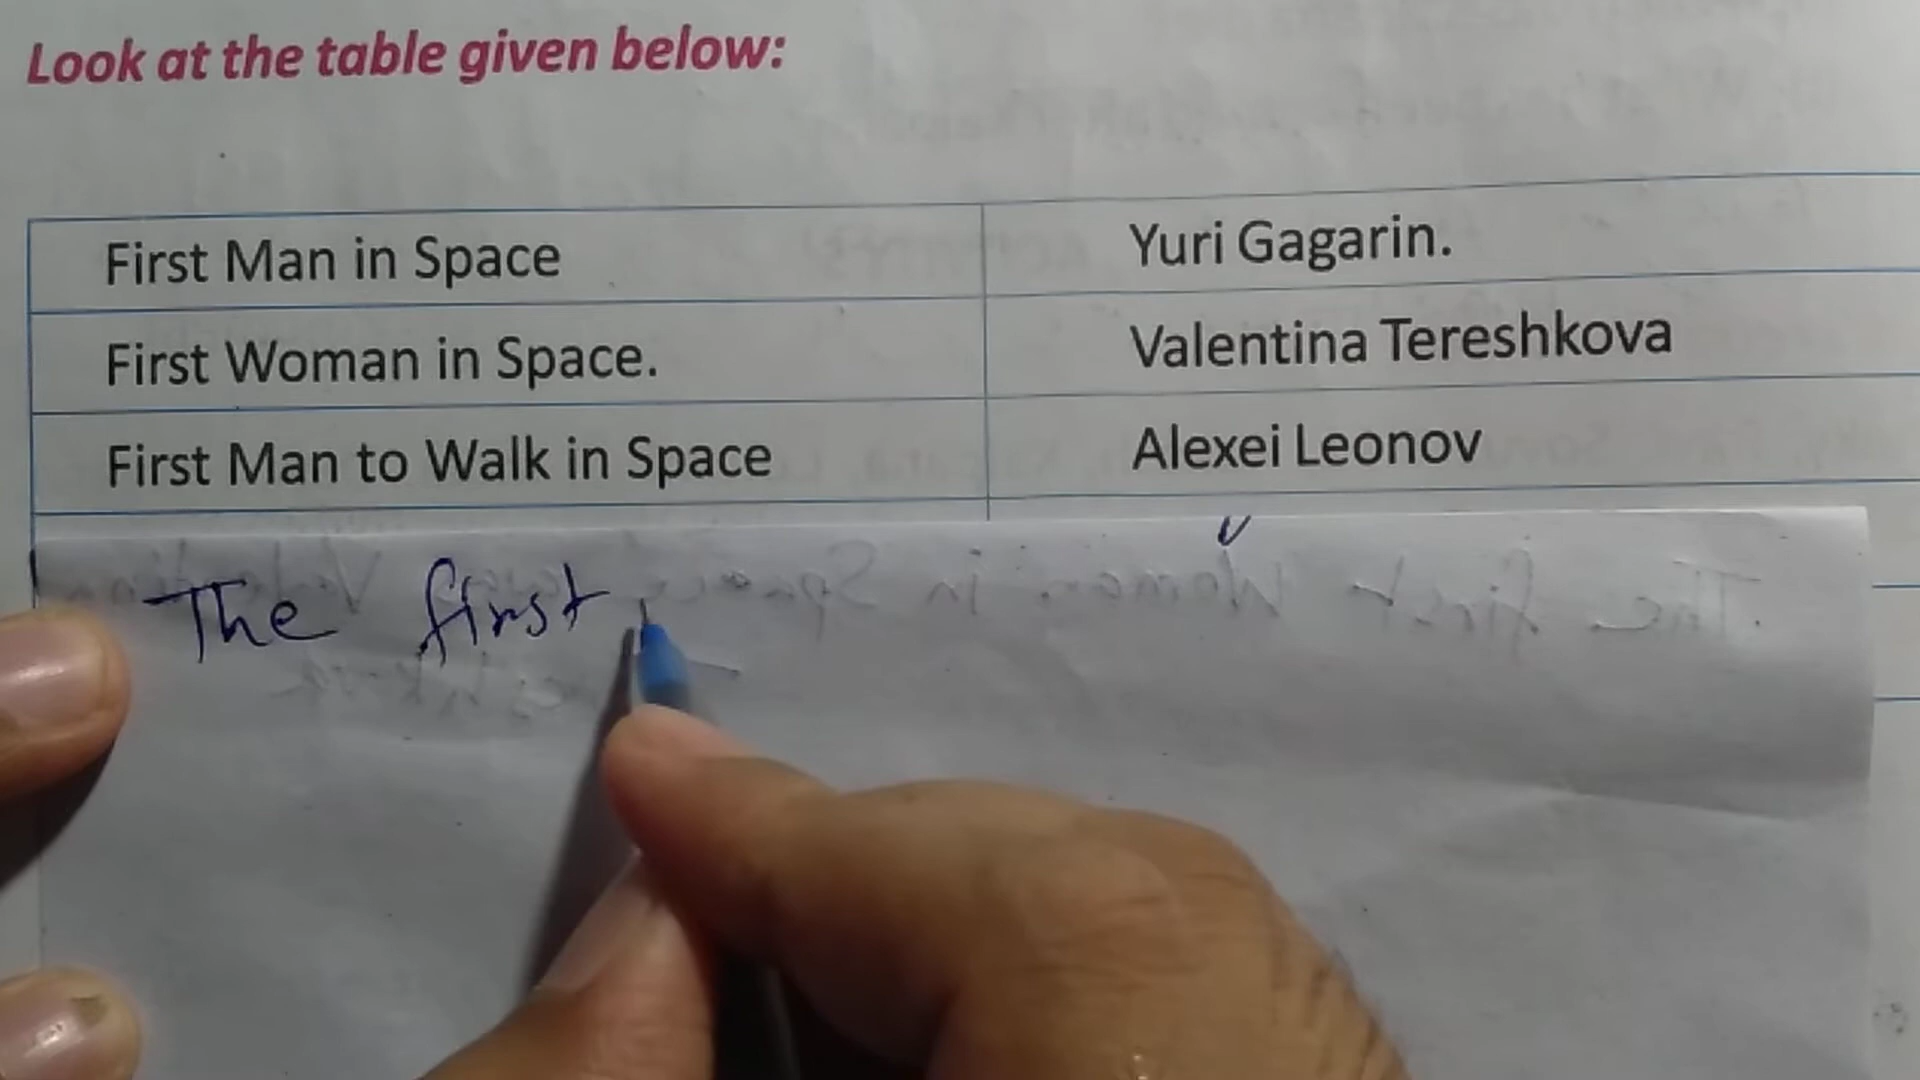 Look at the table given below:
First Man in Space Yuri Gagarin.
First Woman in Space. Valentina Tereshkova
First Man to Walk in Space Alexei Leonov
The first